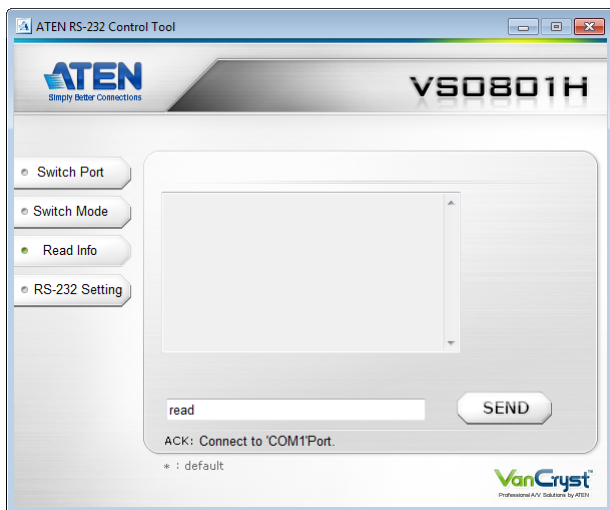 ATEN RS-232 Control Tool
ATEN
Simply Better Connections
VS0801H
Switch Port
Switch Mode
Read Info
RS-232 Setting
read
SEND
ACK: Connect to 'COM1'Port.
* : default
VanCryst
Professional A/V Solutions by ATEN